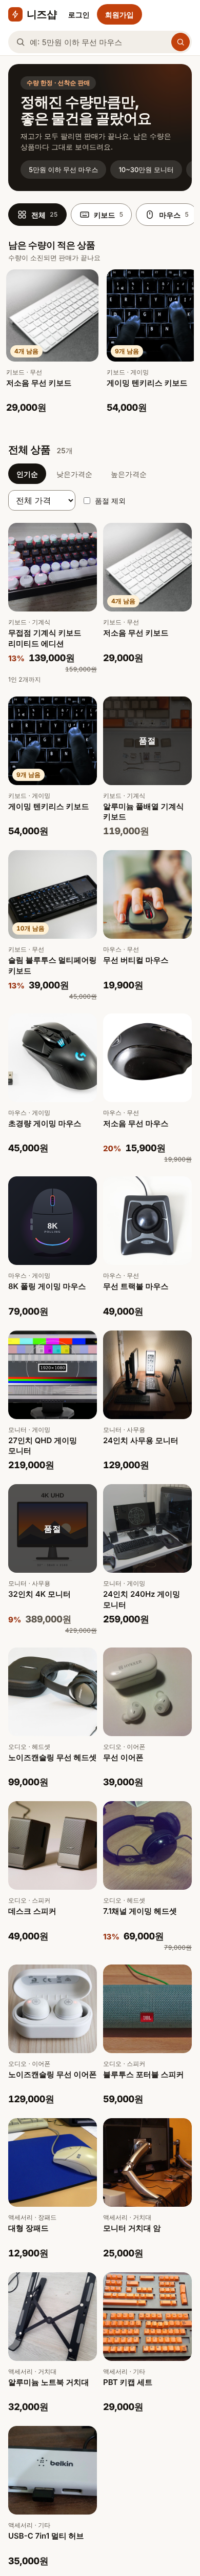 니즈샵
로그인
회원가입
예: 5만원 이하 무선 마우스
수량 한정 · 선착순 판매
정해진 수량만큼만,
좋은 물건을 골랐어요
재고가 모두 팔리면 판매가 끝나요. 남은 수량은
상품마다 그대로 보여드려요.
5만원 이하 무선 마우스
10~30만원 모니터
전체 25
키보드 5
마우스 5
남은 수량이 적은 상품
수량이 소진되면 판매가 끝나요
4개 남음
9개 남음
키보드 · 무선
키보드 · 게이밍
저소음 무선 키보드
게이밍 텐키리스 키보드
29,000원
54,000원
전체 상품 25개
인기순
낮은가격순
높은가격순
전체 가격
품절 제외
4개 남음
키보드 · 기계식
무접점 기계식 키보드
리미티드 에디션
13% 139,000원
159,000원
1인 2개까지
키보드 · 무선
저소음 무선 키보드
29,000원
9개 남음
품절
키보드 · 게이밍
게이밍 텐키리스 키보드
54,000원
키보드 · 기계식
알루미늄 풀배열 기계식
키보드
119,000원
10개 남음
키보드 · 무선
슬림 블루투스 멀티페어링
키보드
13% 39,000원
45,000원
마우스 · 무선
무선 버티컬 마우스
19,900원
마우스 · 게이밍
초경량 게이밍 마우스
45,000원
마우스 · 무선
저소음 무선 마우스
20% 15,900원
19,900원
8K
마우스 · 게이밍
8K 폴링 게이밍 마우스
79,000원
마우스 · 무선
무선 트랙볼 마우스
49,000원
1920×1080
모니터 · 게이밍
27인치 QHD 게이밍
모니터
219,000원
모니터 · 사무용
24인치 사무용 모니터
129,000원
4K UHD
품절
모니터 · 사무용
32인치 4K 모니터
9% 389,000원
429,000원
모니터 · 게이밍
24인치 240Hz 게이밍
모니터
259,000원
오디오 · 헤드셋
노이즈캔슬링 무선 헤드셋
99,000원
오디오 · 이어폰
무선 이어폰
39,000원
오디오 · 스피커
데스크 스피커
49,000원
오디오 · 헤드셋
7.1채널 게이밍 헤드셋
13% 69,000원
79,000원
JBL
오디오 · 이어폰
노이즈캔슬링 무선 이어폰
129,000원
오디오 · 스피커
블루투스 포터블 스피커
59,000원
액세서리 · 장패드
대형 장패드
12,900원
액세서리 · 거치대
모니터 거치대 암
25,000원
액세서리 · 거치대
알루미늄 노트북 거치대
32,000원
액세서리 · 기타
PBT 키캡 세트
29,000원
belkin
액세서리 · 기타
USB-C 7in1 멀티 허브
35,000원